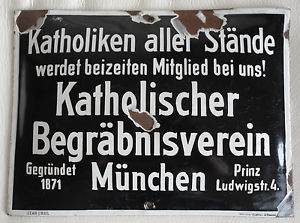 Katholiken aller Stände
werdet beizeiten Mitglied bei uns!
Katholischer
Begräbnisverein
Gegründet
1871
München
Prinz
Ludwigstr. 4.